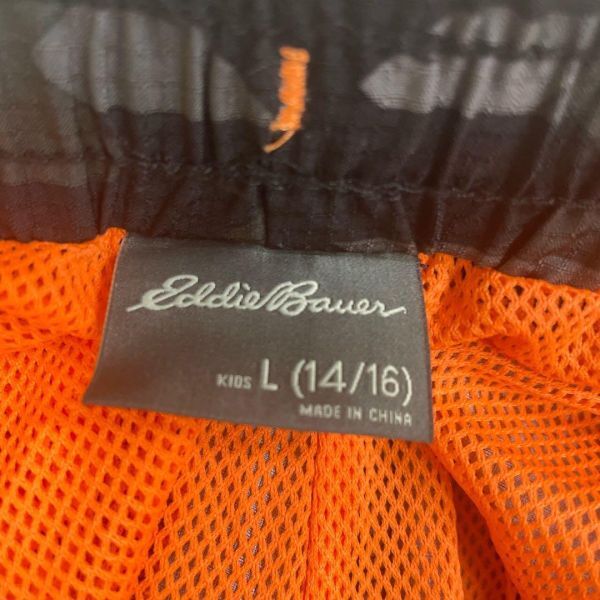 Eddie Bauer
KIDS L (14/16)
MADE IN CHINA